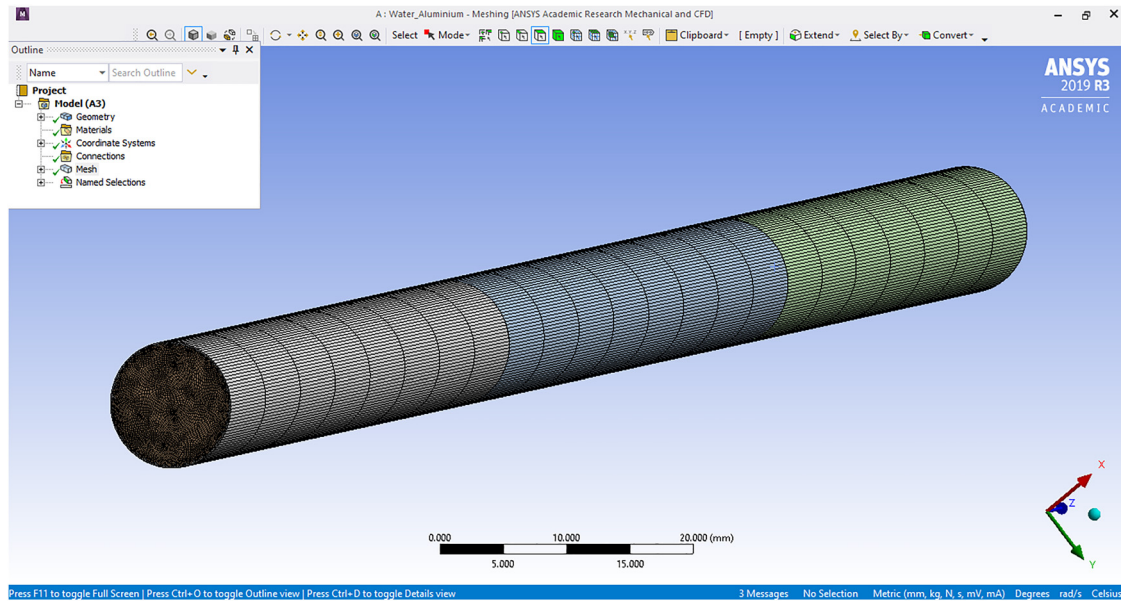 A : Water_Aluminium - Meshing [ANSYS Academic Research Mechanical and CFD]
Select Mode Clipboard [ Empty ] Extend Select By Convert
Outline
Name Search Outline
Project
Model (A3)
Geometry
Materials
Coordinate Systems
Connections
Mesh
Named Selections
ANSYS
2019 R3
ACADEMIC
0.000 10.000 20.000 (mm)
5.000 15.000
X
Z
Y
Press F11 to toggle Full Screen | Press Ctrl+O to toggle Outline view | Press Ctrl+D to toggle Details view 3 Messages No Selection Metric (mm, kg, N, s, mV, mA) Degrees rad/s Celsius